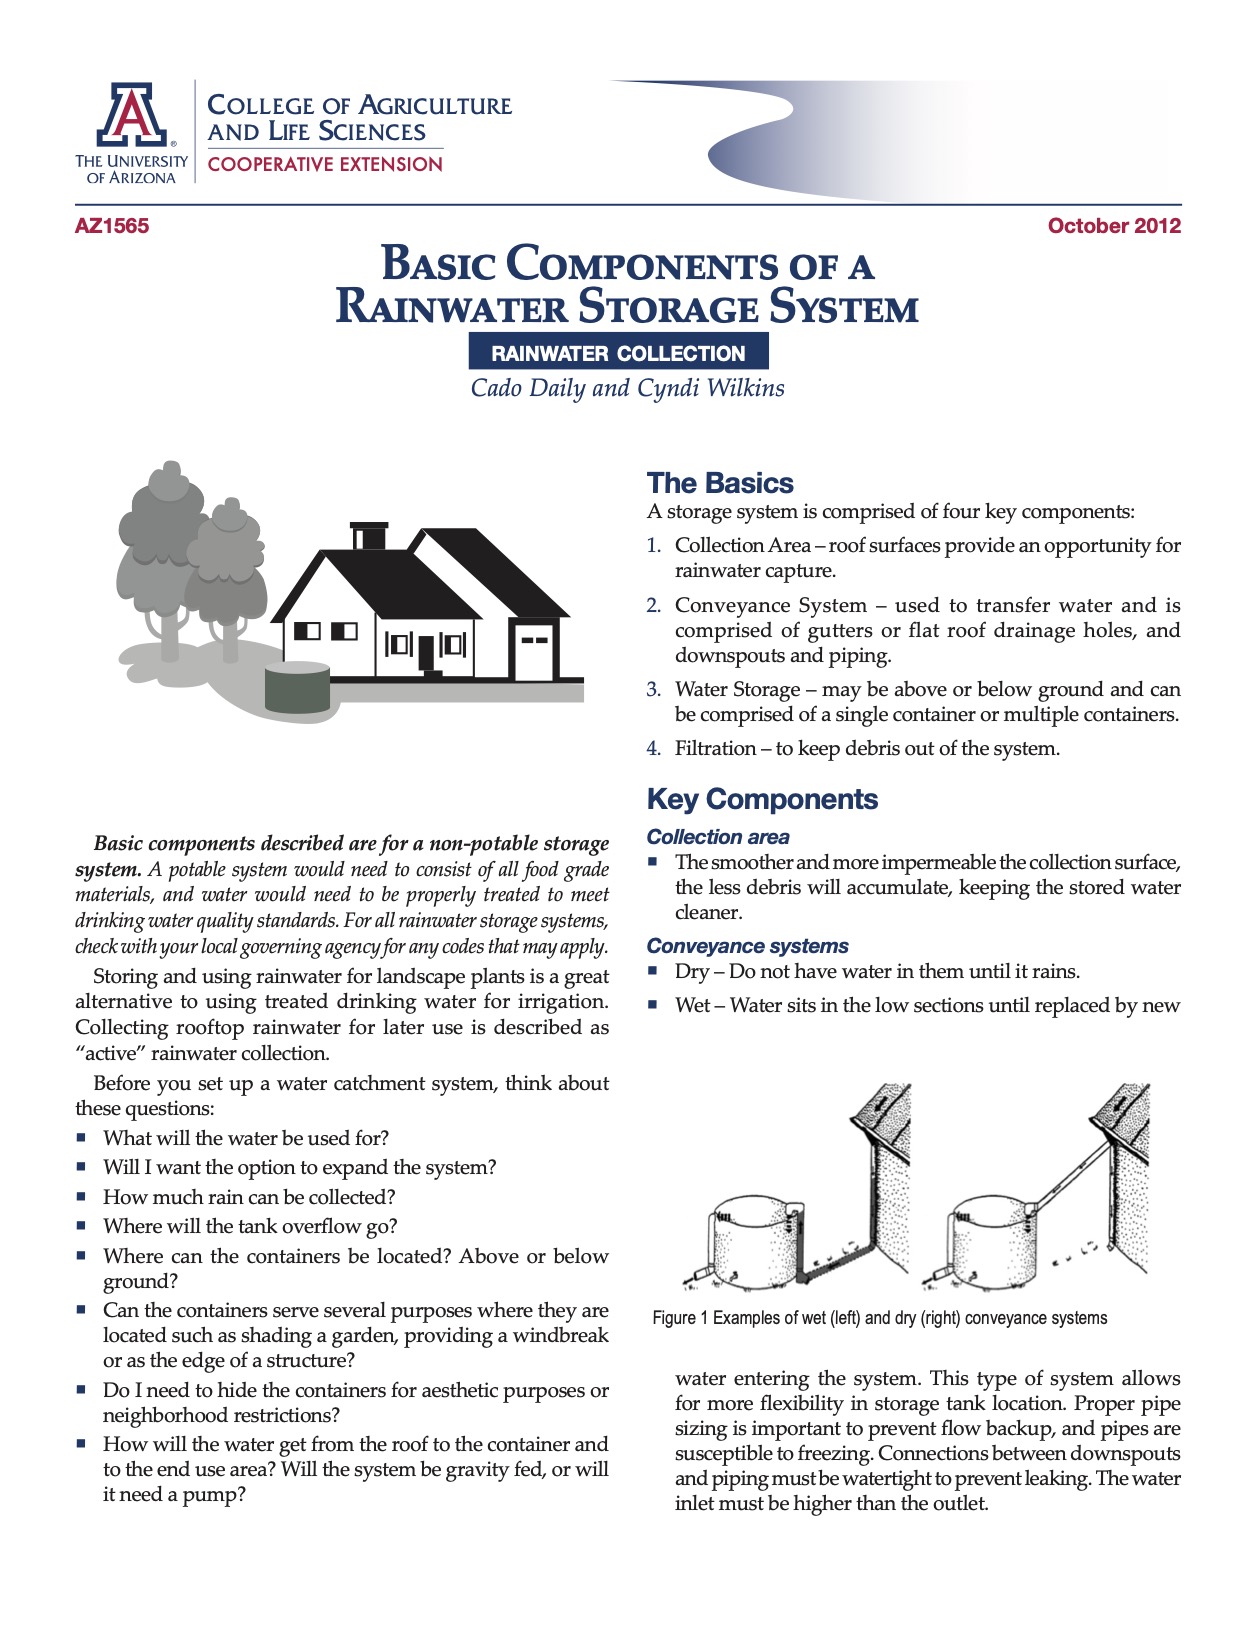 THE UNIVERSITY
OF ARIZONA
®
COLLEGE OF AGRICULTURE
AND LIFE SCIENCES
COOPERATIVE EXTENSION
AZ1565
October 2012
BASIC COMPONENTS OF A
RAINWATER STORAGE SYSTEM
RAINWATER COLLECTION
Cado Daily and Cyndi Wilkins
Basic components described are for a non-potable storage
system. A potable system would need to consist of all food grade
materials, and water would need to be properly treated to meet
drinking water quality standards. For all rainwater storage systems,
check with your local governing agency for any codes that may apply.
Storing and using rainwater for landscape plants is a great
alternative to using treated drinking water for irrigation.
Collecting rooftop rainwater for later use is described as
“active” rainwater collection.
Before you set up a water catchment system, think about
these questions:
■ What will the water be used for?
■ Will I want the option to expand the system?
■ How much rain can be collected?
■ Where will the tank overflow go?
■ Where can the containers be located? Above or below
ground?
■ Can the containers serve several purposes where they are
located such as shading a garden, providing a windbreak
or as the edge of a structure?
■ Do I need to hide the containers for aesthetic purposes or
neighborhood restrictions?
■ How will the water get from the roof to the container and
to the end use area? Will the system be gravity fed, or will
it need a pump?
The Basics
A storage system is comprised of four key components:
1. Collection Area – roof surfaces provide an opportunity for
rainwater capture.
2. Conveyance System – used to transfer water and is
comprised of gutters or flat roof drainage holes, and
downspouts and piping.
3. Water Storage – may be above or below ground and can
be comprised of a single container or multiple containers.
4. Filtration – to keep debris out of the system.
Key Components
Collection area
■ The smoother and more impermeable the collection surface,
the less debris will accumulate, keeping the stored water
cleaner.
Conveyance systems
■ Dry – Do not have water in them until it rains.
■ Wet – Water sits in the low sections until replaced by new
Figure 1 Examples of wet (left) and dry (right) conveyance systems
water entering the system. This type of system allows
for more flexibility in storage tank location. Proper pipe
sizing is important to prevent flow backup, and pipes are
susceptible to freezing. Connections between downspouts
and piping must be watertight to prevent leaking. The water
inlet must be higher than the outlet.